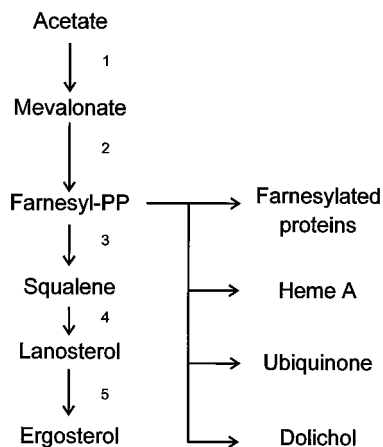 Acetate
1
Mevalonate
2
Farnesyl-PP
Farnesylated
proteins
3
Squalene
Heme A
4
Lanosterol
Ubiquinone
5
Ergosterol
Dolichol